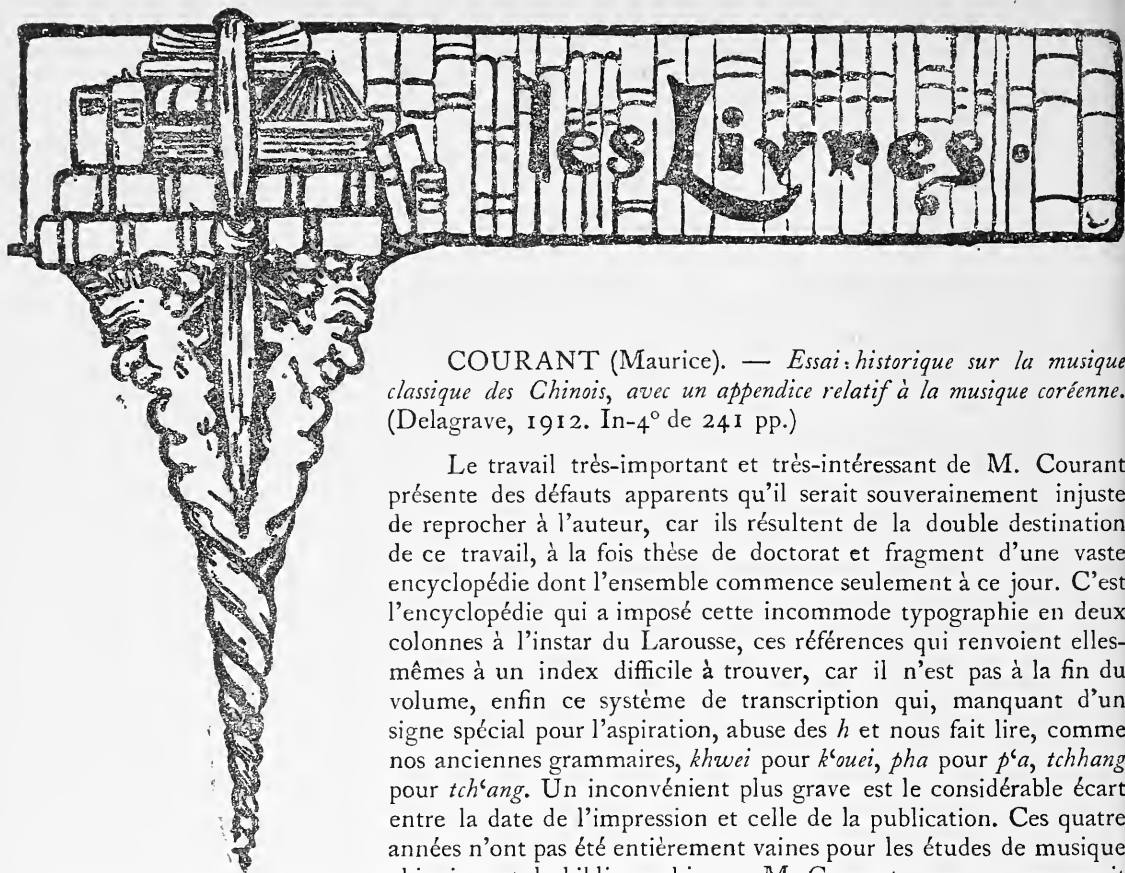 les Livres
COURANT (Maurice). — Essai : historique sur la musique
classique des Chinois, avec un appendice relatif à la musique coréenne.
(Delagrave, 1912. In-4° de 241 pp.)
Le travail très-important et très-intéressant de M. Courant
présente des défauts apparents qu'il serait souverainement injuste
de reprocher à l'auteur, car ils résultent de la double destination
de ce travail, à la fois thèse de doctorat et fragment d'une vaste
encyclopédie dont l'ensemble commence seulement à ce jour. C'est
l'encyclopédie qui a imposé cette incommode typographie en deux
colonnes à l'instar du Larousse, ces références qui renvoient elles-
mêmes à un index difficile à trouver, car il n'est pas à la fin du
volume, enfin ce système de transcription qui, manquant d'un
signe spécial pour l'aspiration, abuse des h et nous fait lire, comme
nos anciennes grammaires, khwei pour k‘ouei, pha pour p‘a, tchhang
pour tch‘ang. Un inconvénient plus grave est le considérable écart
entre la date de l'impression et celle de la publication. Ces quatre
années n'ont pas été entièrement vaines pour les études de musique